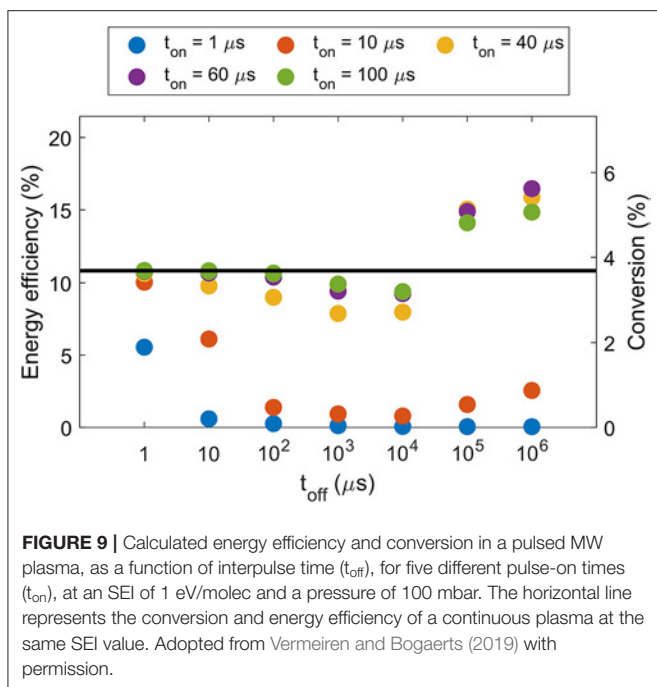 t_on = 1 μs t_on = 10 μs t_on = 40 μs
t_on = 60 μs t_on = 100 μs
Energy efficiency (%)
20
15
10
5
0
Conversion (%)
6
4
2
0
1 10 10^2 10^3 10^4 10^5 10^6
t_off (μs)
FIGURE 9 | Calculated energy efficiency and conversion in a pulsed MW
plasma, as a function of interpulse time (t_off), for five different pulse-on times
(t_on), at an SEI of 1 eV/molec and a pressure of 100 mbar. The horizontal line
represents the conversion and energy efficiency of a continuous plasma at the
same SEI value. Adopted from Vermeiren and Bogaerts (2019) with
permission.